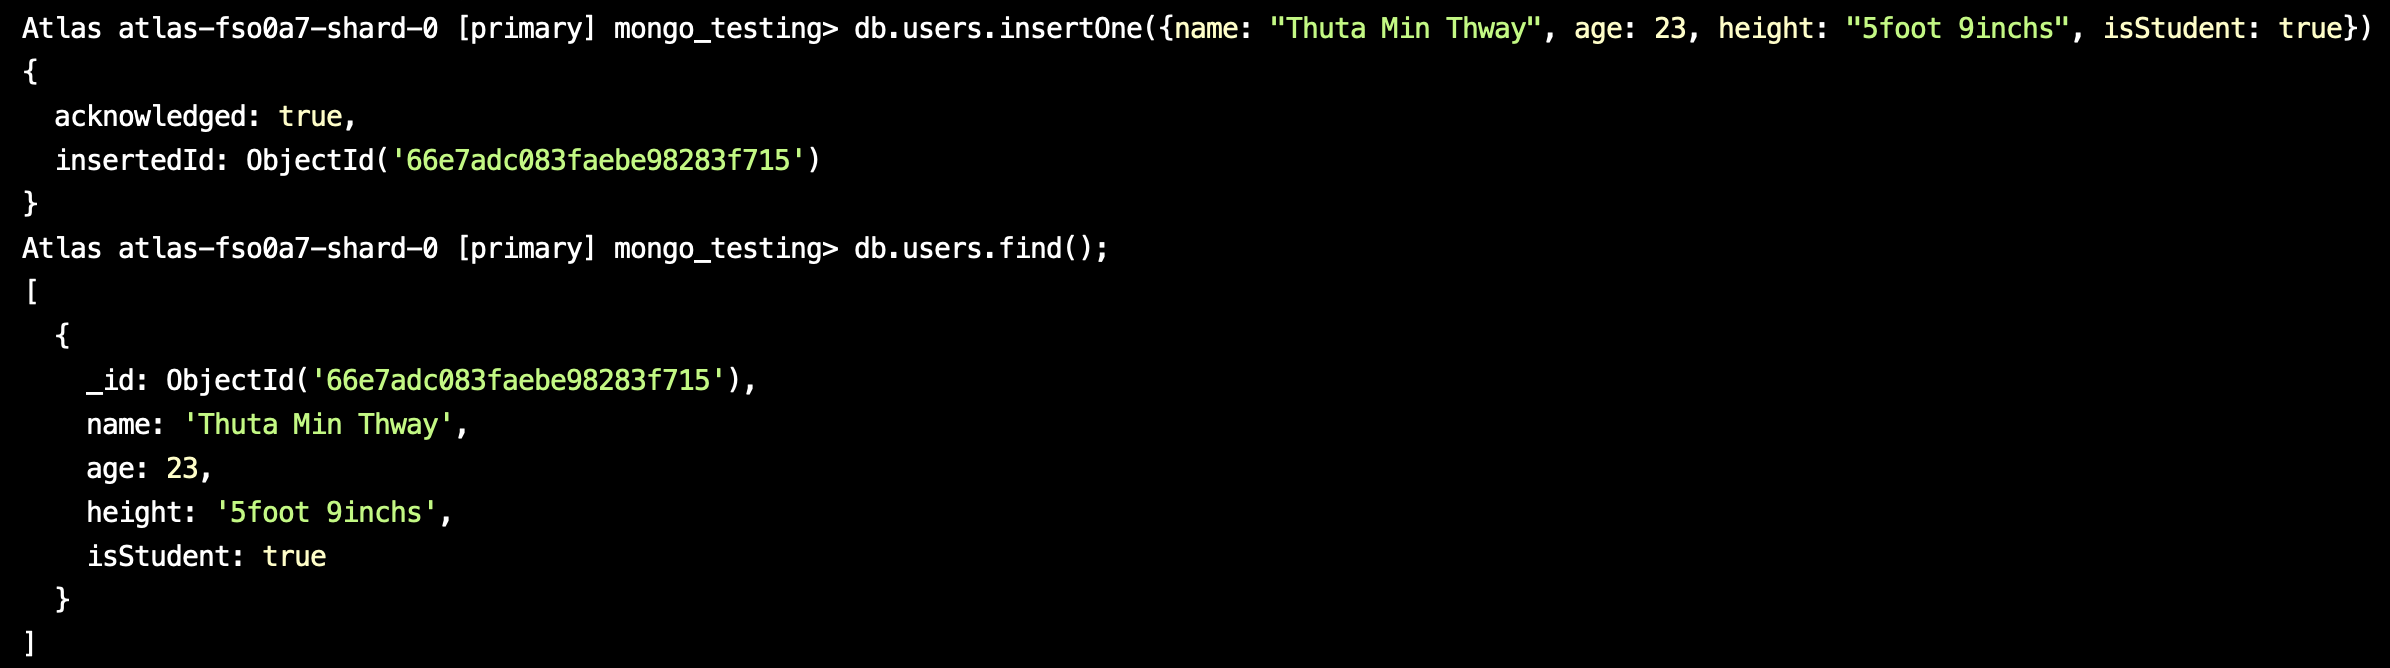 Atlas atlas-fso0a7-shard-0 [primary] mongo_testing> db.users.insertOne({name: "Thuta Min Thway", age: 23, height: "5foot 9inchs", isStudent: true})
{
  acknowledged: true,
  insertedId: ObjectId('66e7adc083faebe98283f715')
}
Atlas atlas-fso0a7-shard-0 [primary] mongo_testing> db.users.find();
[
  {
    _id: ObjectId('66e7adc083faebe98283f715'),
    name: 'Thuta Min Thway',
    age: 23,
    height: '5foot 9inchs',
    isStudent: true
  }
]